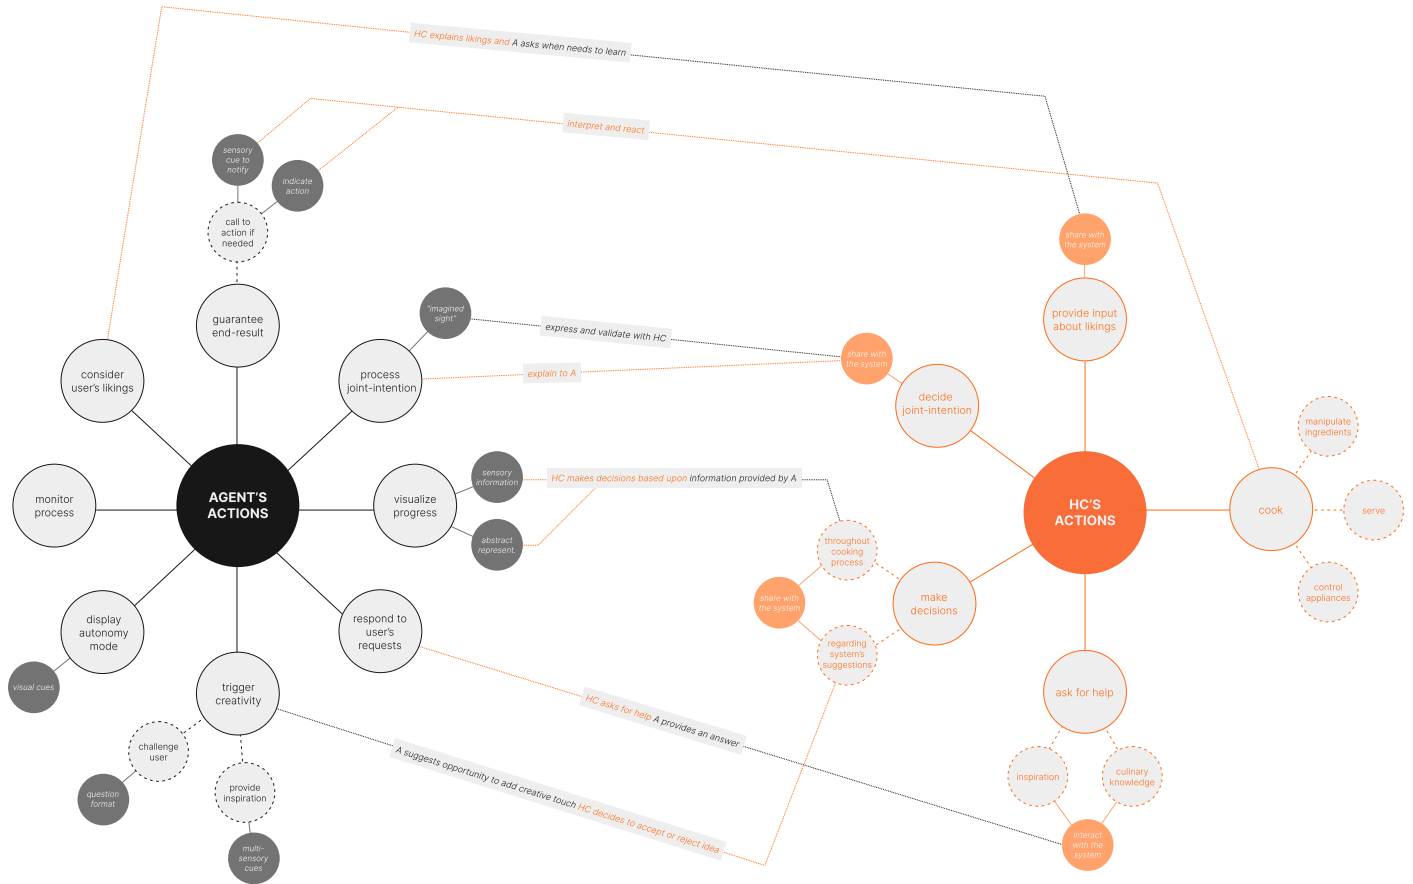 HC explains likings and A asks when needs to learn
interpret and react
sensory
cue to
notify
indicate
action
call to
action if
needed
guarantee
end-result
consider
user's likings
process
joint-intention
"imagined
sight"
express and validate with HC
explain to A
monitor
process
AGENT'S
ACTIONS
visualize
progress
sensory
information
abstract
represent.
HC makes decisions based upon information provided by A
display
autonomy
mode
visual cues
respond to
user's
requests
trigger
creativity
challenge
user
question
format
provide
inspiration
multi-
sensory
cues
HC asks for help A provides an answer
A suggests opportunity to add creative touch HC decides to accept or reject idea
share with
the system
provide input
about likings
share with
the system
decide
joint-intention
HC'S
ACTIONS
cook
manipulate
ingredients
serve
control
appliances
throughout
cooking
process
share with
the system
regarding
system's
suggestions
make
decisions
ask for help
inspiration
culinary
knowledge
interact
with the
system